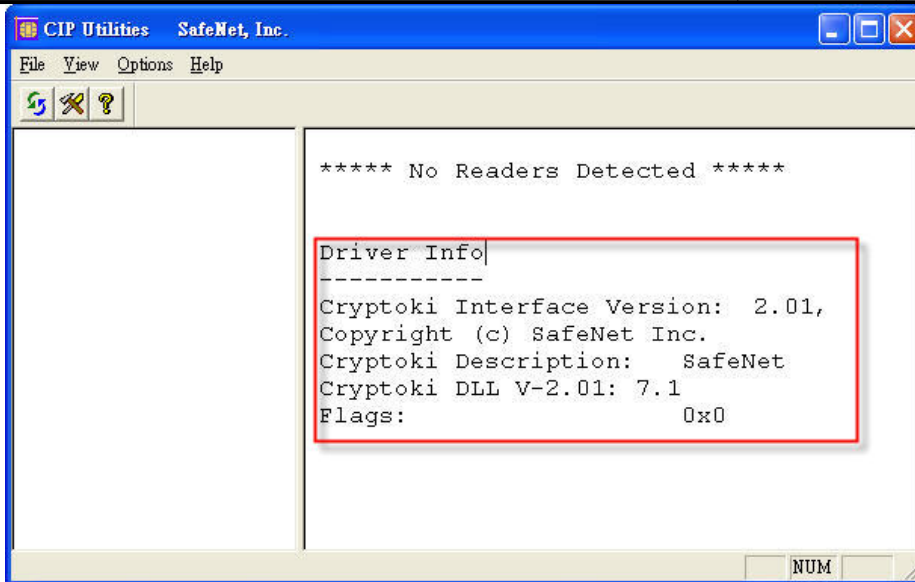 CIP Utilities SafeNet, Inc.
File View Options Help
***** No Readers Detected *****
Driver Info
-----------
Cryptoki Interface Version: 2.01,
Copyright (c) SafeNet Inc.
Cryptoki Description: SafeNet
Cryptoki DLL V-2.01: 7.1
Flags: 0x0
NUM